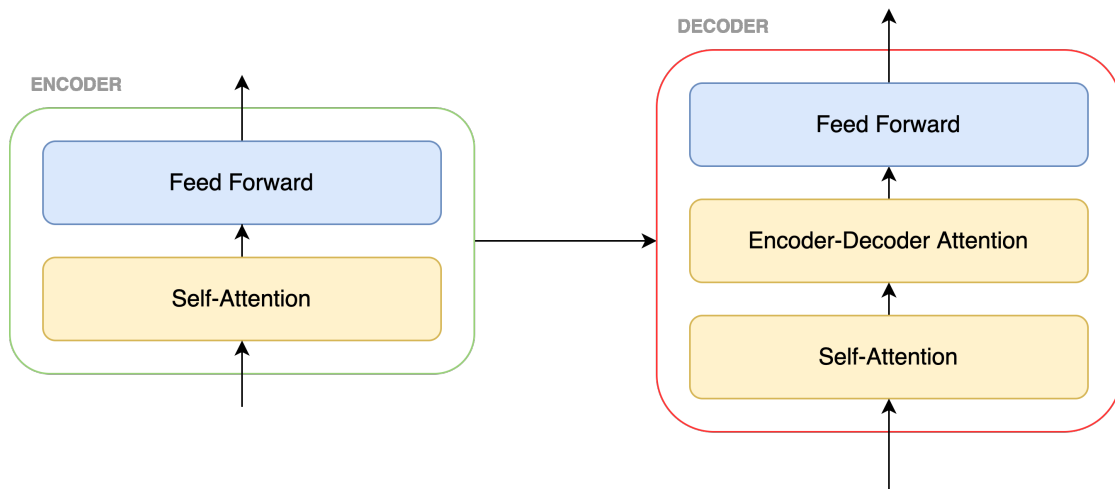 ENCODER
Feed Forward
Self-Attention
DECODER
Feed Forward
Encoder-Decoder Attention
Self-Attention